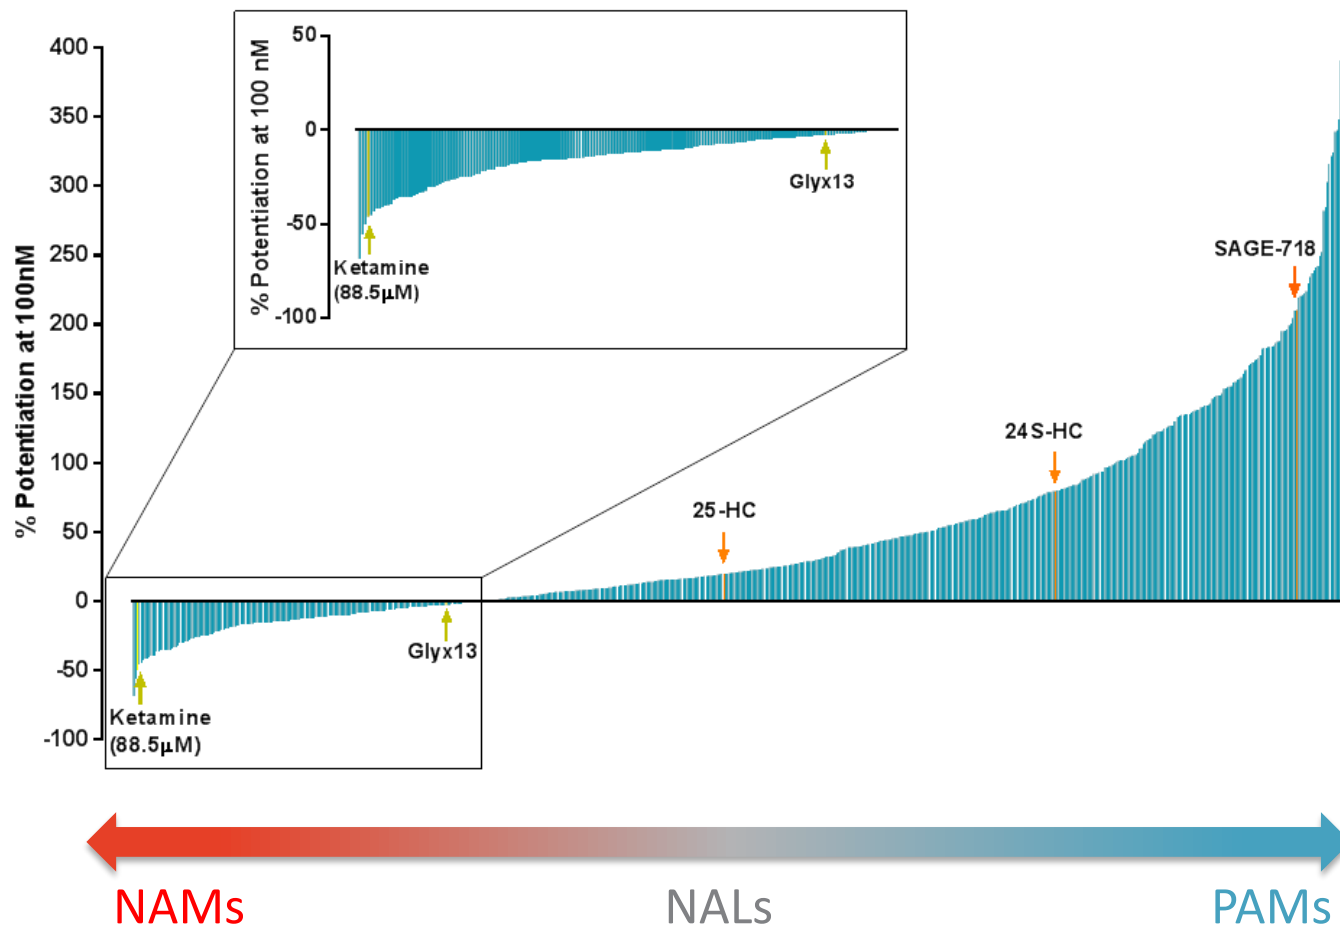 % Potentiation at 100nM
400
350
300
250
200
150
100
50
0
-50
-100
% Potentiation at 100 nM
50
0
-50
-100
Ketamine
(88.5µM)
Glyx13
SAGE-718
24S-HC
25-HC
Glyx13
Ketamine
(88.5µM)
NAMs
NALs
PAMs